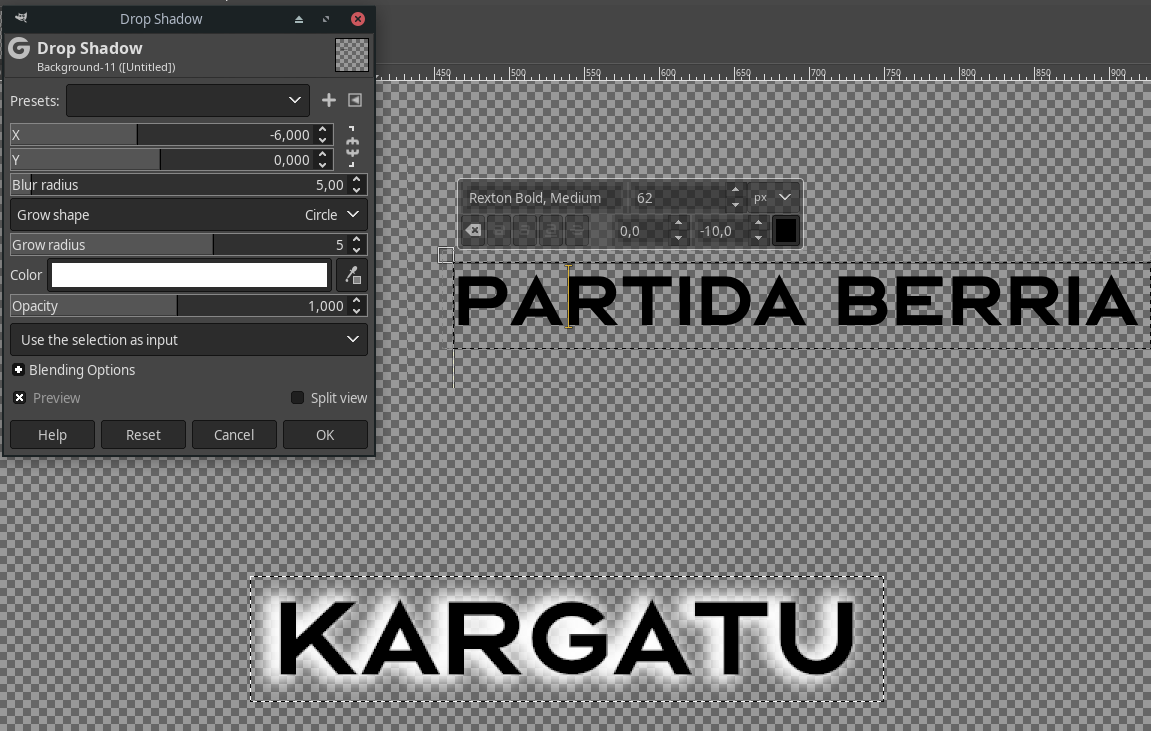 Drop Shadow
Drop Shadow
Background-11 ([Untitled])
450 500 550 600 650 700 750 800 850 900
Presets:
X -6,000
Y 0,000
Blur radius 5,00
Rexton Bold, Medium 62 px
Grow shape Circle
0,0 -10,0
Grow radius 5
Color
PARTIDA BERRIA
Opacity 1,000
Use the selection as input
Blending Options
Preview Split view
Help Reset Cancel OK
KARGATU